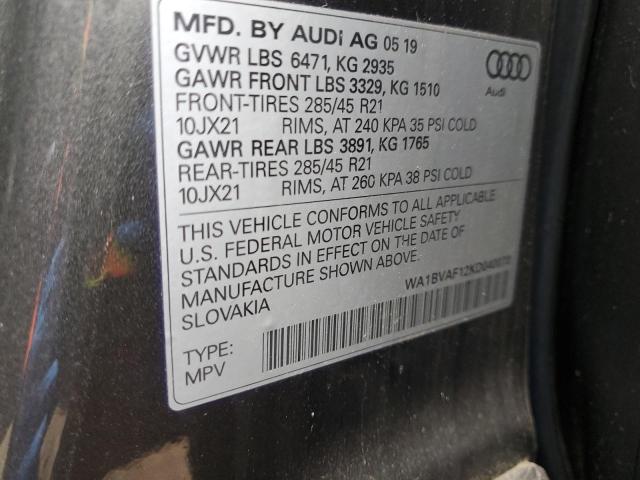 MFD. BY AUDI AG 05 19
GVWR LBS 6471, KG 2935
GAWR FRONT LBS 3329, KG 1510
FRONT-TIRES 285/45 R21
10JX21 RIMS, AT 240 KPA 35 PSI COLD
GAWR REAR LBS 3891, KG 1765
REAR-TIRES 285/45 R21
10JX21 RIMS, AT 260 KPA 38 PSI COLD
Audi
THIS VEHICLE CONFORMS TO ALL APPLICABLE
U.S. FEDERAL MOTOR VEHICLE SAFETY
STANDARDS IN EFFECT ON THE DATE OF
MANUFACTURE SHOWN ABOVE.
SLOVAKIA
TYPE:
MPV